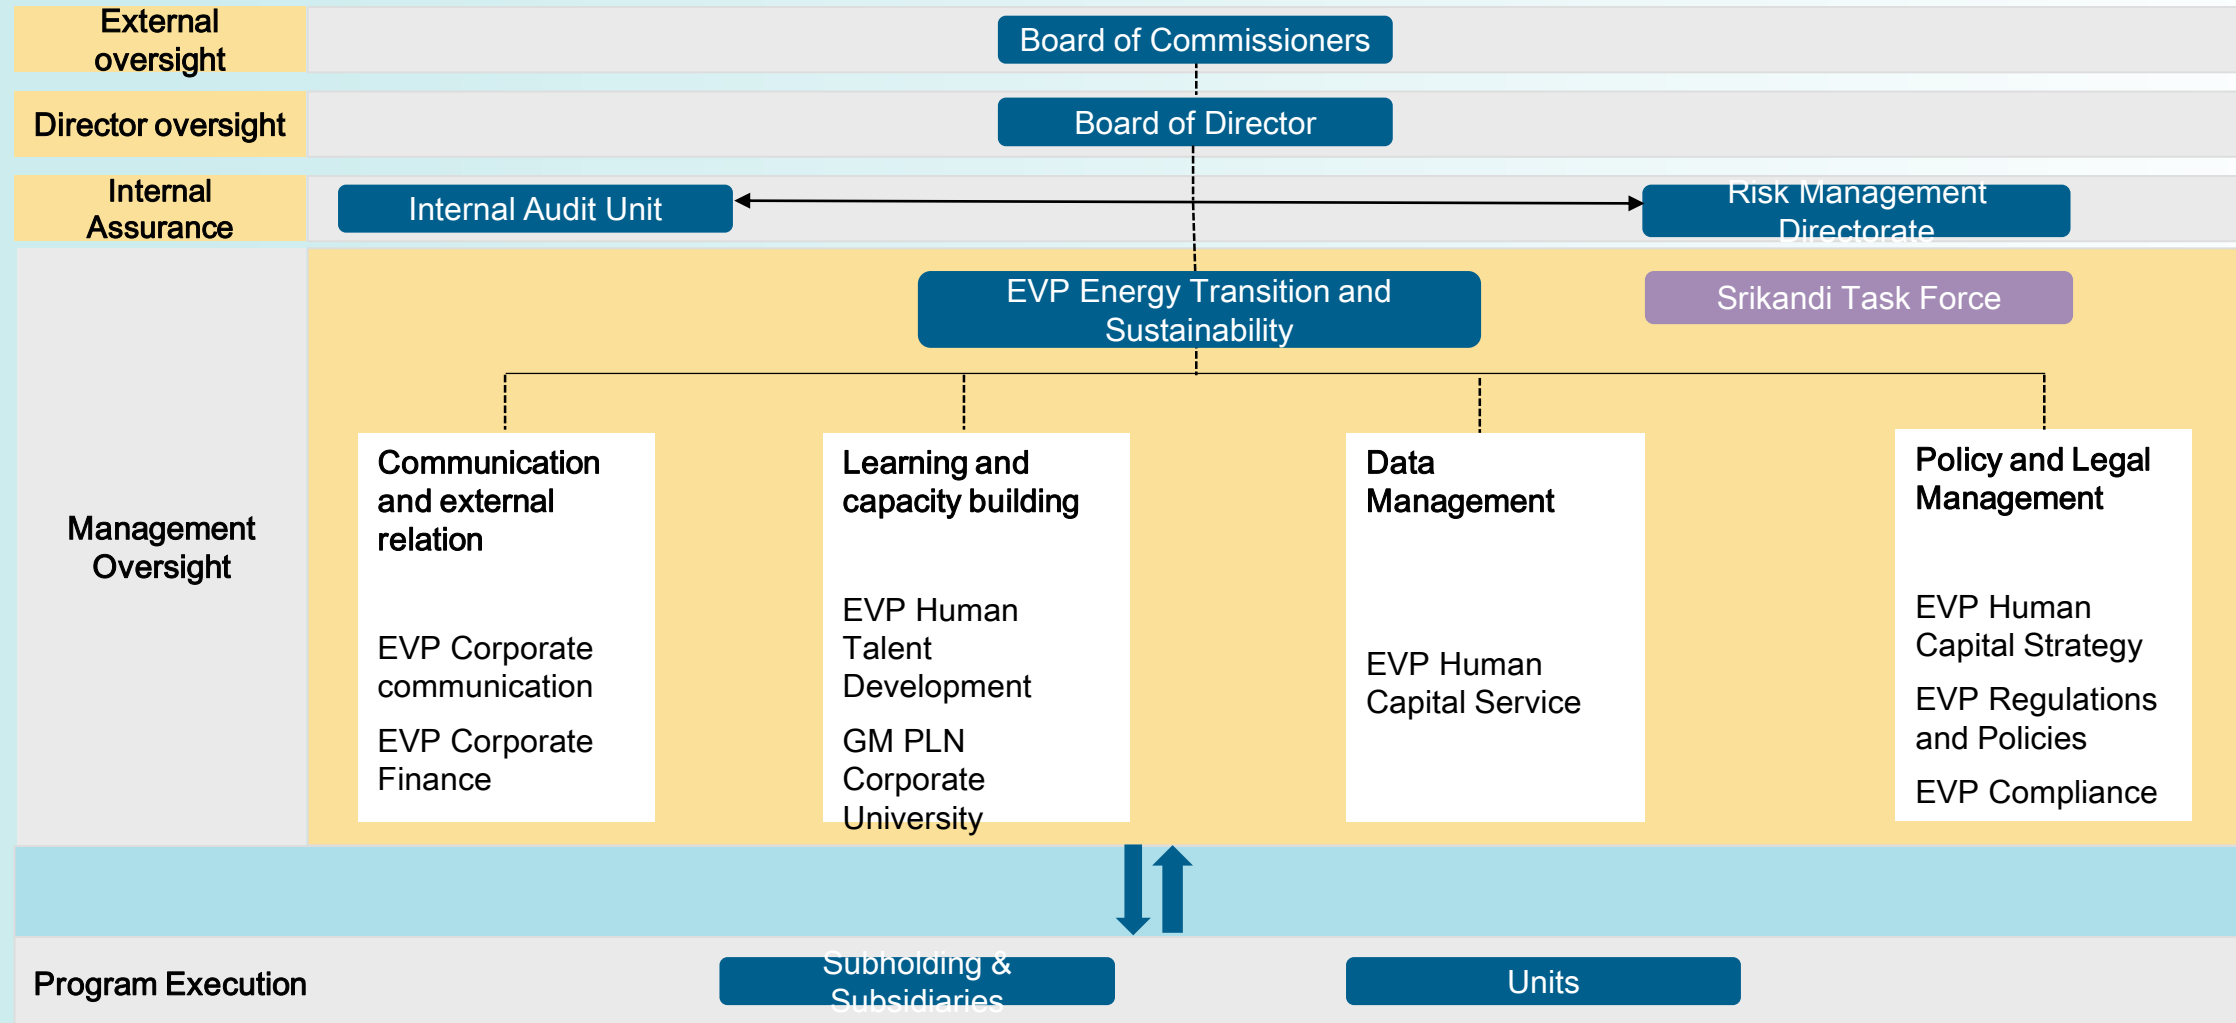 External
oversight
Board of Commissioners
Director oversight
Board of Director
Internal
Assurance
Internal Audit Unit
Risk Management
Directorate
Management
Oversight
EVP Energy Transition and
Sustainability
Srikandi Task Force
Communication
and external
relation
EVP Corporate
communication
EVP Corporate
Finance
Learning and
capacity building
EVP Human
Talent
Development
GM PLN
Corporate
University
Data
Management
EVP Human
Capital Service
Policy and Legal
Management
EVP Human
Capital Strategy
EVP Regulations
and Policies
EVP Compliance
Program Execution
Subholding &
Subsidiaries
Units